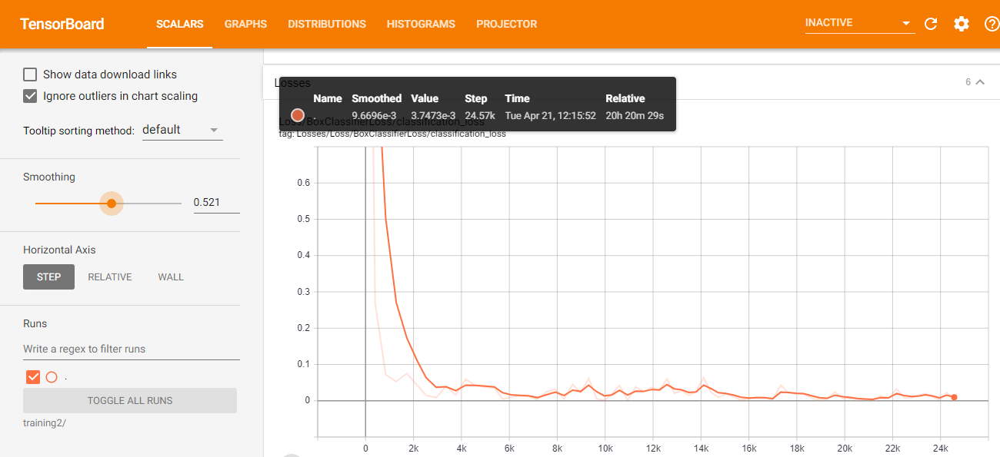 TensorBoard SCALARS GRAPHS DISTRIBUTIONS HISTOGRAMS PROJECTOR INACTIVE
Show data download links
Ignore outliers in chart scaling
Tooltip sorting method: default
Smoothing
0.521
Horizontal Axis
STEP RELATIVE WALL
Runs
Write a regex to filter runs
.
TOGGLE ALL RUNS
training2/
Losses
6
Name Smoothed Value Step Time Relative
. 9.6696e-3 3.7473e-3 24.57k Tue Apr 21, 12:15:52 20h 20m 29s
Loss/BoxClassifierLoss/classification_loss
tag: Losses/Loss/BoxClassifierLoss/classification_loss
0.6
0.5
0.4
0.3
0.2
0.1
0
0 2k 4k 6k 8k 10k 12k 14k 16k 18k 20k 22k 24k